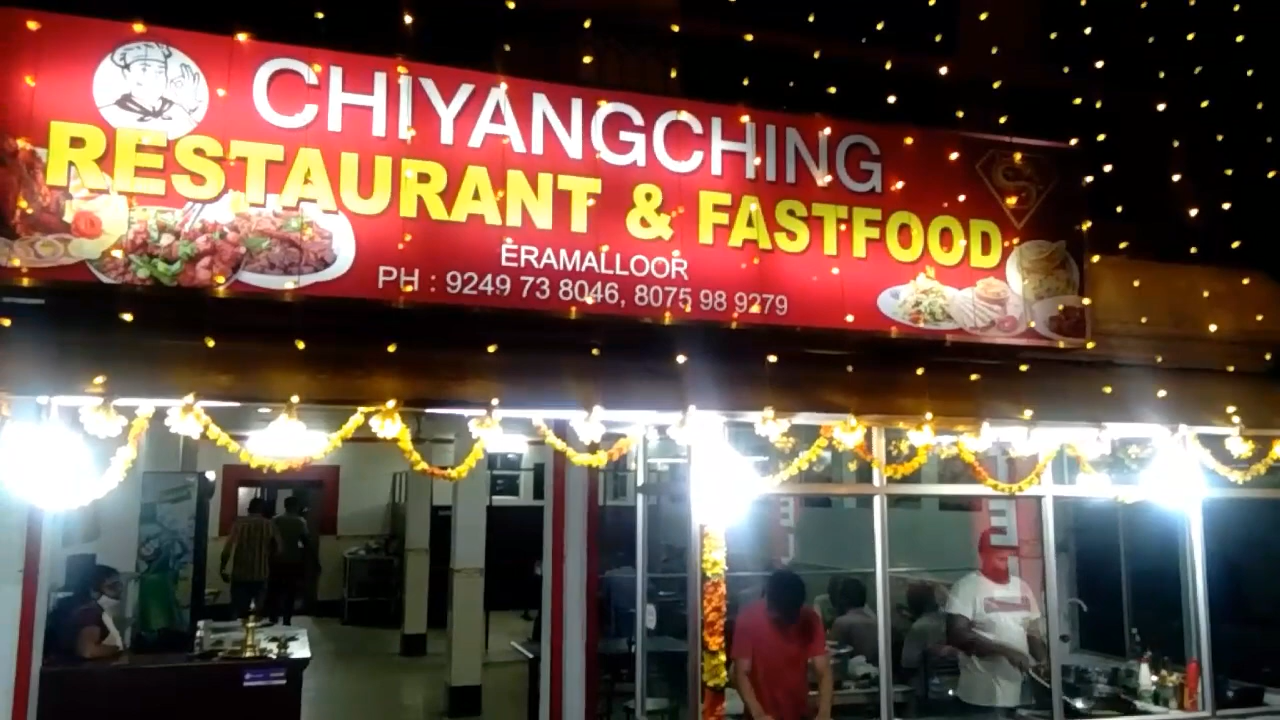 CHIYANGCHING
RESTAURANT & FASTFOOD
ERAMALLOOR
PH : 9249 73 8046, 8075 98 9279
S